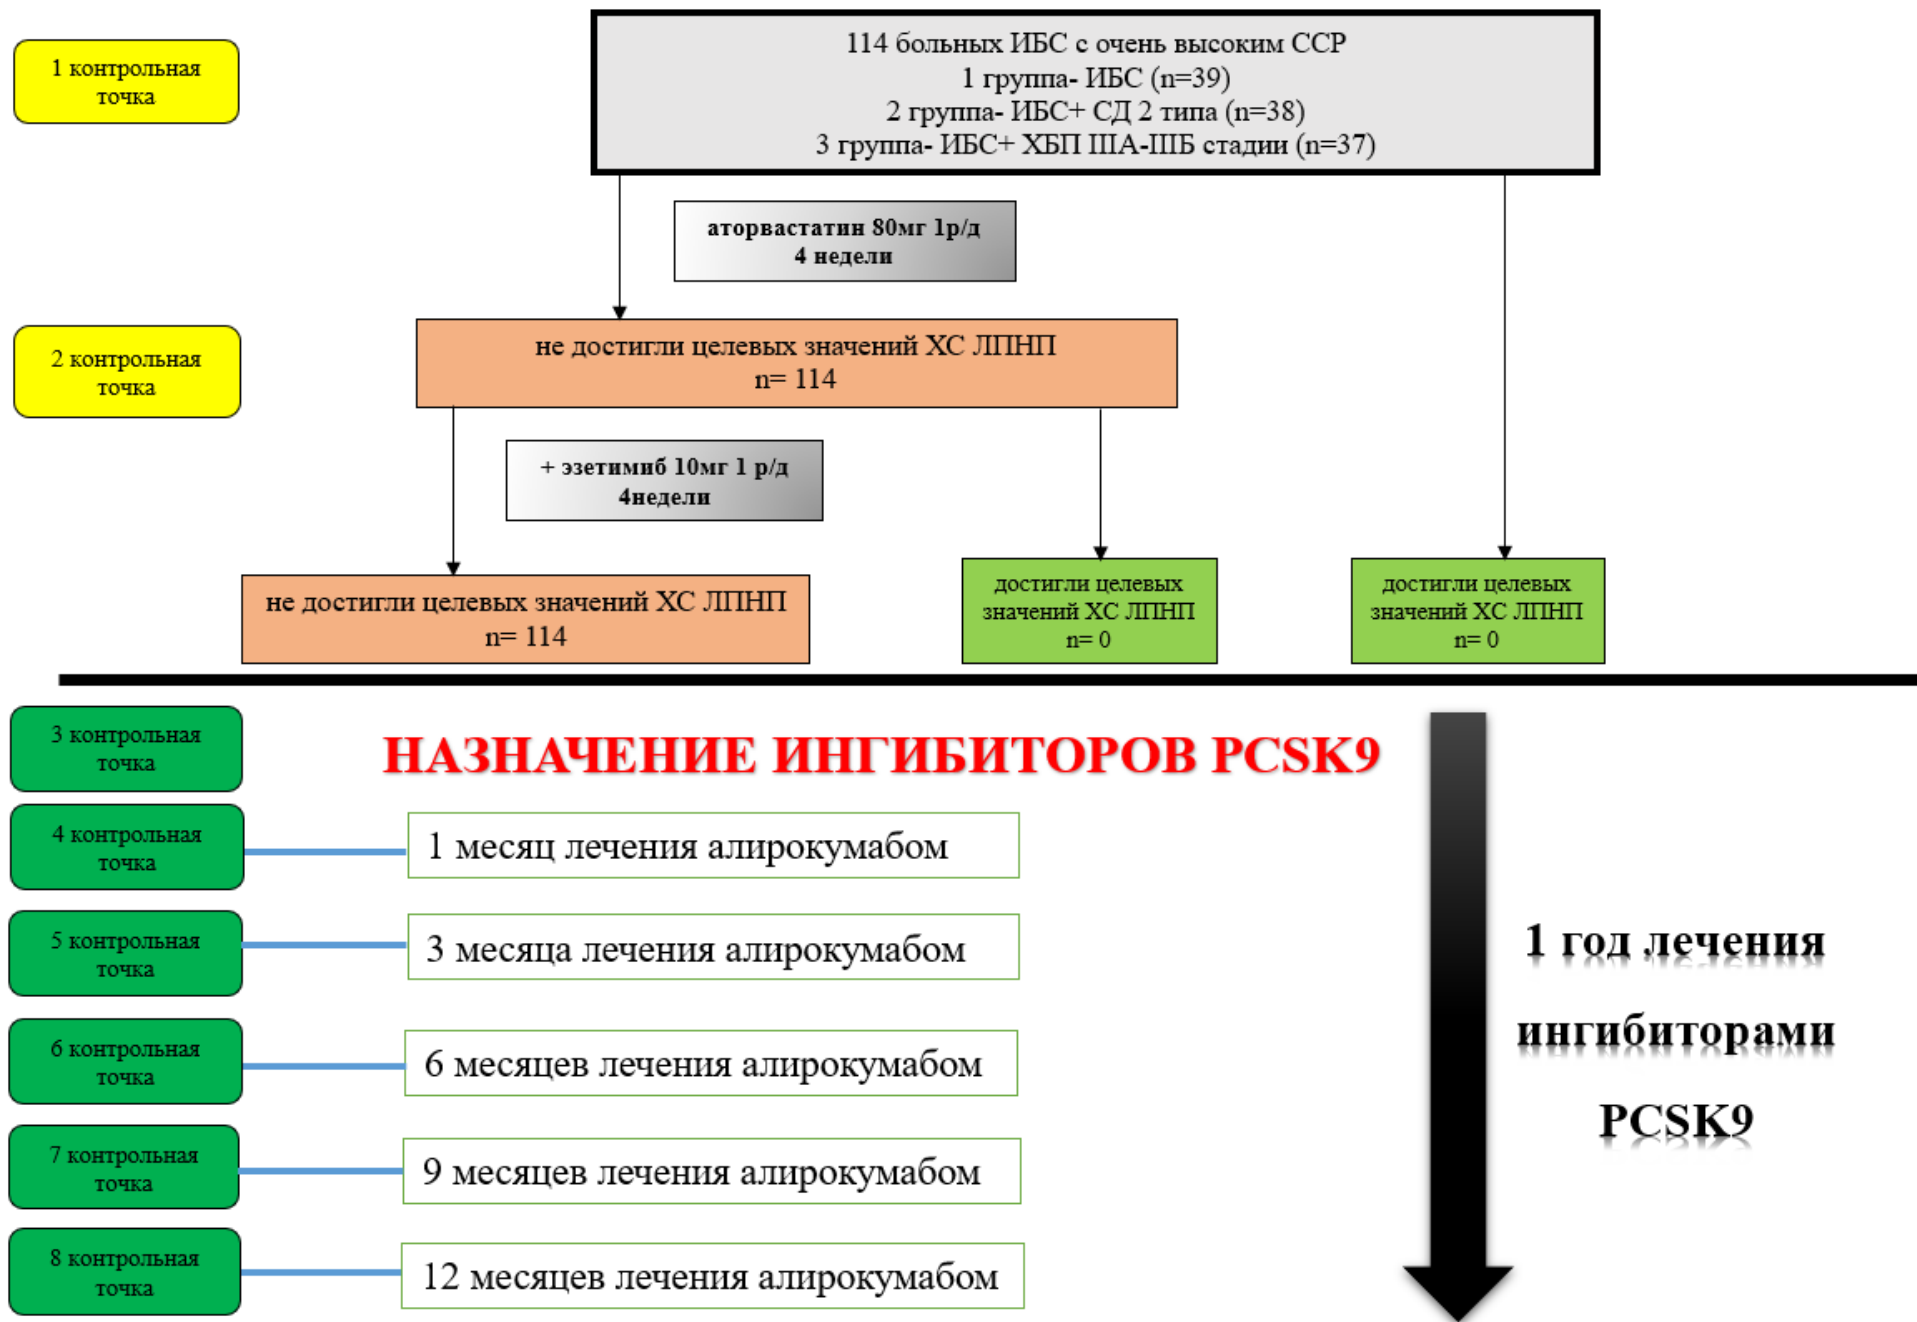 1 контрольная
точка
114 больных ИБС с очень высоким ССР
1 группа- ИБС (n=39)
2 группа- ИБС+ СД 2 типа (n=38)
3 группа- ИБС+ ХБП IIIА-IIIБ стадии (n=37)
аторвастатин 80мг 1р/д
4 недели
2 контрольная
точка
не достигли целевых значений ХС ЛПНП
n= 114
+ эзетимиб 10мг 1 р/д
4недели
не достигли целевых значений ХС ЛПНП
n= 114
достигли целевых
значений ХС ЛПНП
n= 0
достигли целевых
значений ХС ЛПНП
n= 0
3 контрольная
точка
НАЗНАЧЕНИЕ ИНГИБИТОРОВ PCSK9
4 контрольная
точка
1 месяц лечения алирокумабом
5 контрольная
точка
3 месяца лечения алирокумабом
6 контрольная
точка
6 месяцев лечения алирокумабом
7 контрольная
точка
9 месяцев лечения алирокумабом
8 контрольная
точка
12 месяцев лечения алирокумабом
1 год лечения
ингибиторами
PCSK9